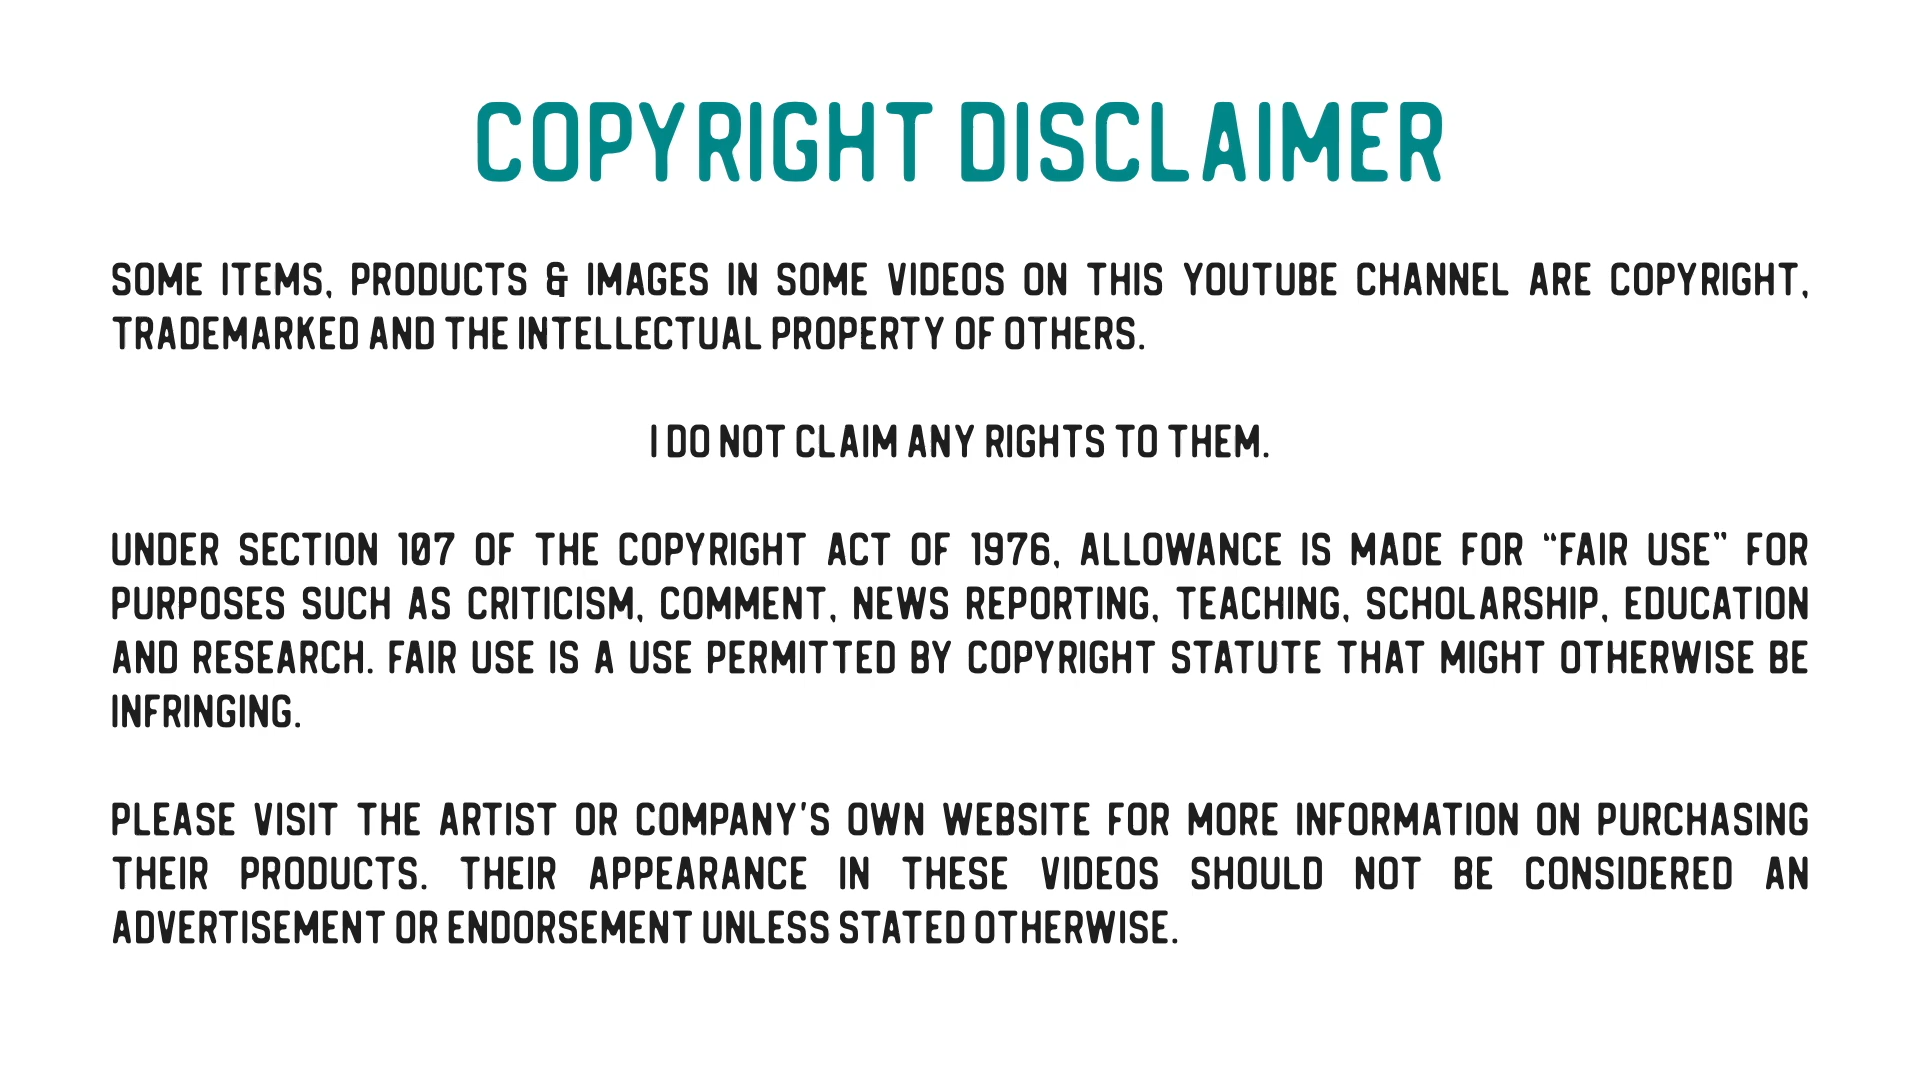 COPYRIGHT DISCLAIMER
SOME ITEMS, PRODUCTS & IMAGES IN SOME VIDEOS ON THIS YOUTUBE CHANNEL ARE COPYRIGHT,
TRADEMARKED AND THE INTELLECTUAL PROPERTY OF OTHERS.
I DO NOT CLAIM ANY RIGHTS TO THEM.
UNDER SECTION 107 OF THE COPYRIGHT ACT OF 1976, ALLOWANCE IS MADE FOR “FAIR USE” FOR
PURPOSES SUCH AS CRITICISM, COMMENT, NEWS REPORTING, TEACHING, SCHOLARSHIP, EDUCATION
AND RESEARCH. FAIR USE IS A USE PERMITTED BY COPYRIGHT STATUTE THAT MIGHT OTHERWISE BE
INFRINGING.
PLEASE VISIT THE ARTIST OR COMPANY'S OWN WEBSITE FOR MORE INFORMATION ON PURCHASING
THEIR PRODUCTS. THEIR APPEARANCE IN THESE VIDEOS SHOULD NOT BE CONSIDERED AN
ADVERTISEMENT OR ENDORSEMENT UNLESS STATED OTHERWISE.